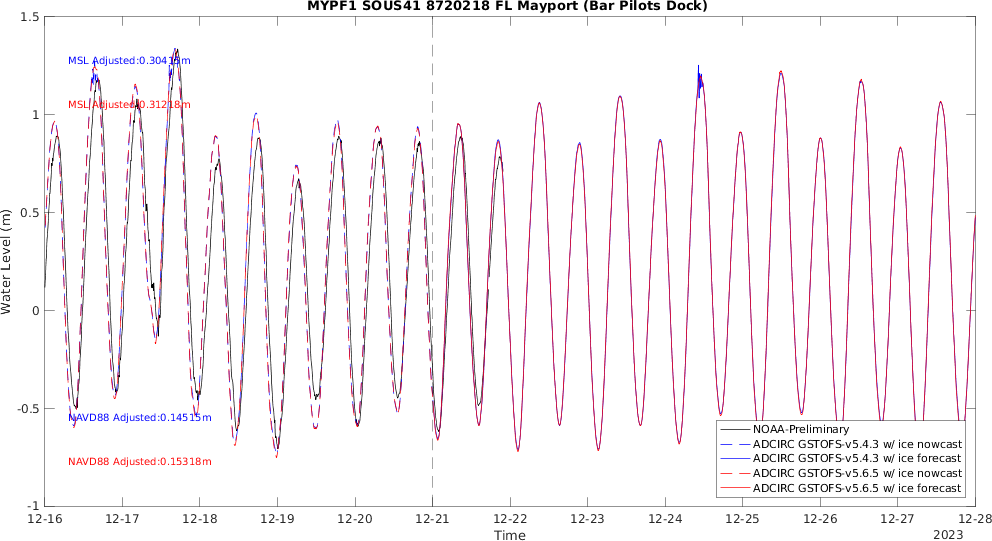 MYPF1 SOUS41 8720218 FL Mayport (Bar Pilots Dock)
1.5
1
0.5
0
-0.5
-1
Water Level (m)
MSL Adjusted:0.30415m
MSL Adjusted:0.31218m
NAVD88 Adjusted:0.14515m
NAVD88 Adjusted:0.15318m
NOAA-Preliminary
ADCIRC GSTOFS-v5.4.3 w/ ice nowcast
ADCIRC GSTOFS-v5.4.3 w/ ice forecast
ADCIRC GSTOFS-v5.6.5 w/ ice nowcast
ADCIRC GSTOFS-v5.6.5 w/ ice forecast
12-16 12-17 12-18 12-19 12-20 12-21 12-22 12-23 12-24 12-25 12-26 12-27 12-28
Time
2023